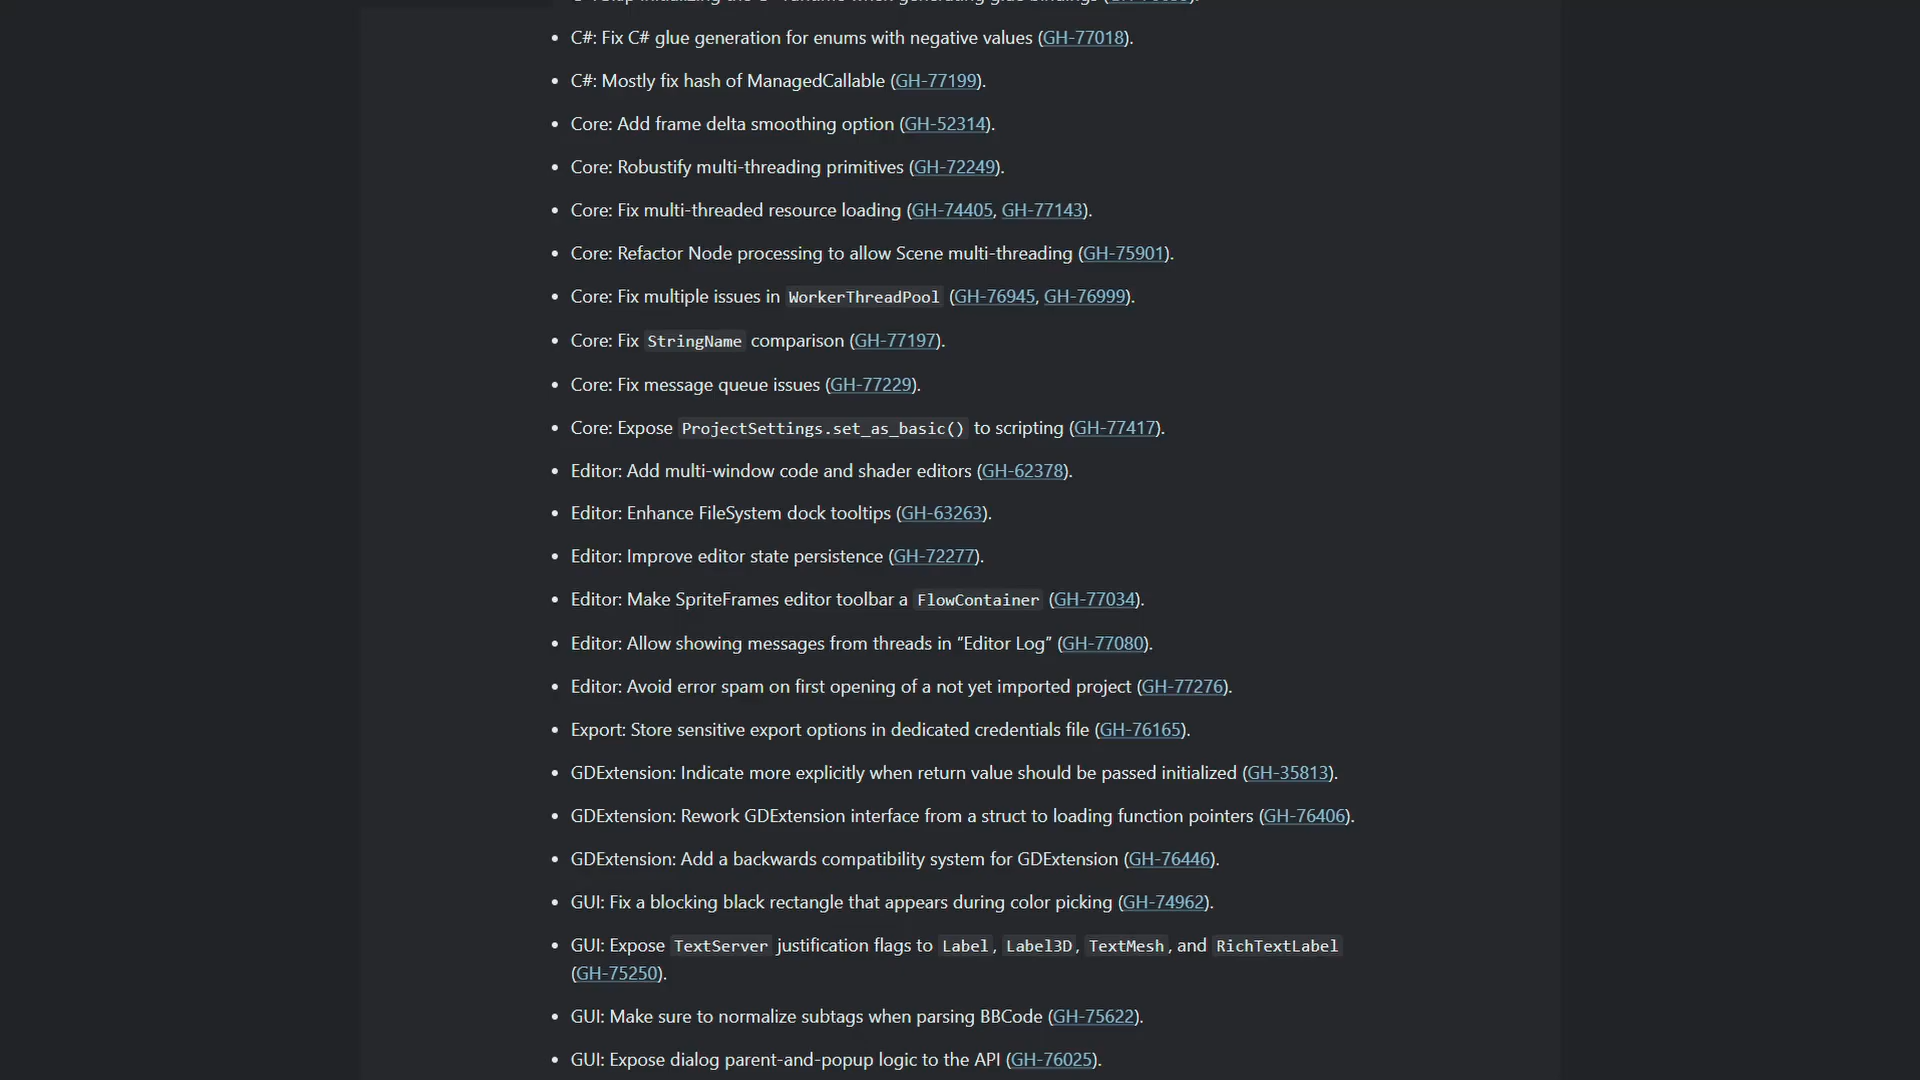 C#: Fix C# glue generation for enums with negative values (GH-77018).
C#: Mostly fix hash of ManagedCallable (GH-77199).
Core: Add frame delta smoothing option (GH-52314).
Core: Robustify multi-threading primitives (GH-72249).
Core: Fix multi-threaded resource loading (GH-74405, GH-77143).
Core: Refactor Node processing to allow Scene multi-threading (GH-75901).
Core: Fix multiple issues in WorkerThreadPool (GH-76945, GH-76999).
Core: Fix StringName comparison (GH-77197).
Core: Fix message queue issues (GH-77229).
Core: Expose ProjectSettings.set_as_basic() to scripting (GH-77417).
Editor: Add multi-window code and shader editors (GH-62378).
Editor: Enhance FileSystem dock tooltips (GH-63263).
Editor: Improve editor state persistence (GH-72277).
Editor: Make SpriteFrames editor toolbar a FlowContainer (GH-77034).
Editor: Allow showing messages from threads in “Editor Log” (GH-77080).
Editor: Avoid error spam on first opening of a not yet imported project (GH-77276).
Export: Store sensitive export options in dedicated credentials file (GH-76165).
GDExtension: Indicate more explicitly when return value should be passed initialized (GH-35813).
GDExtension: Rework GDExtension interface from a struct to loading function pointers (GH-76406).
GDExtension: Add a backwards compatibility system for GDExtension (GH-76446).
GUI: Fix a blocking black rectangle that appears during color picking (GH-74962).
GUI: Expose TextServer justification flags to Label, Label3D, TextMesh, and RichTextLabel
(GH-75250).
GUI: Make sure to normalize subtags when parsing BBCode (GH-75622).
GUI: Expose dialog parent-and-popup logic to the API (GH-76025).